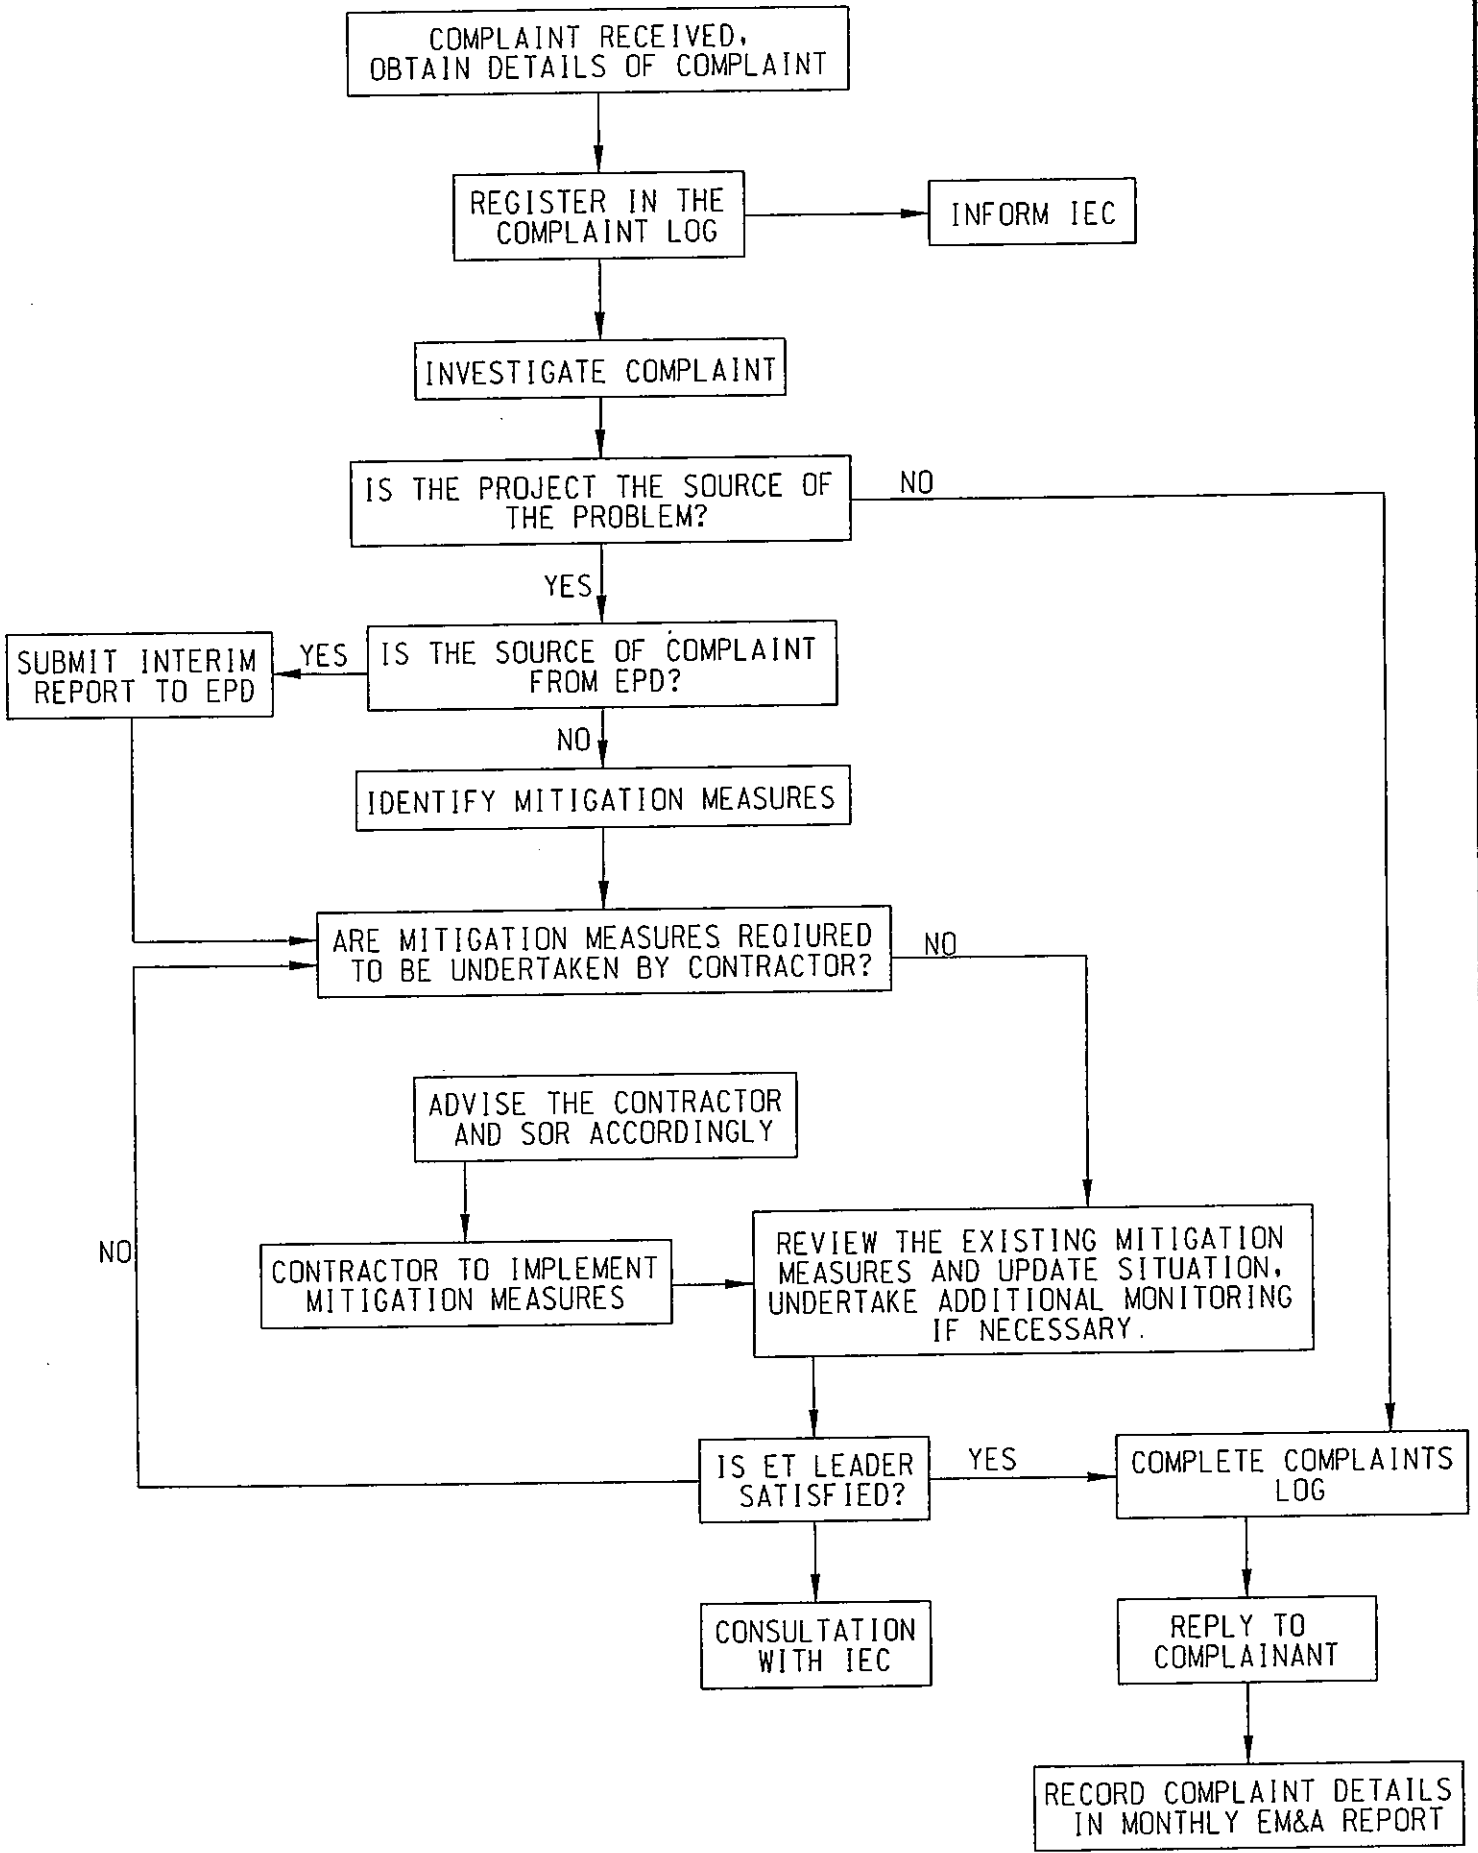 COMPLAINT RECEIVED,
OBTAIN DETAILS OF COMPLAINT
REGISTER IN THE
COMPLAINT LOG
INFORM IEC
INVESTIGATE COMPLAINT
IS THE PROJECT THE SOURCE OF
THE PROBLEM?
NO
YES
SUBMIT INTERIM
REPORT TO EPD
YES
IS THE SOURCE OF COMPLAINT
FROM EPD?
NO
IDENTIFY MITIGATION MEASURES
ARE MITIGATION MEASURES REQIURED
TO BE UNDERTAKEN BY CONTRACTOR?
NO
ADVISE THE CONTRACTOR
AND SOR ACCORDINGLY
NO
CONTRACTOR TO IMPLEMENT
MITIGATION MEASURES
REVIEW THE EXISTING MITIGATION
MEASURES AND UPDATE SITUATION,
UNDERTAKE ADDITIONAL MONITORING
IF NECESSARY.
IS ET LEADER
SATISFIED?
YES
COMPLETE COMPLAINTS
LOG
CONSULTATION
WITH IEC
REPLY TO
COMPLAINANT
RECORD COMPLAINT DETAILS
IN MONTHLY EM&A REPORT